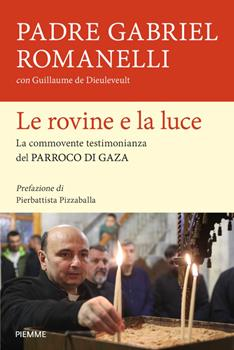 PADRE GABRIEL
ROMANELLI
con Guillaume de Dieuleveult
Le rovine e la luce
La commovente testimonianza
del PARROCO DI GAZA
Prefazione di
Pierbattista Pizzaballa
PIEMME